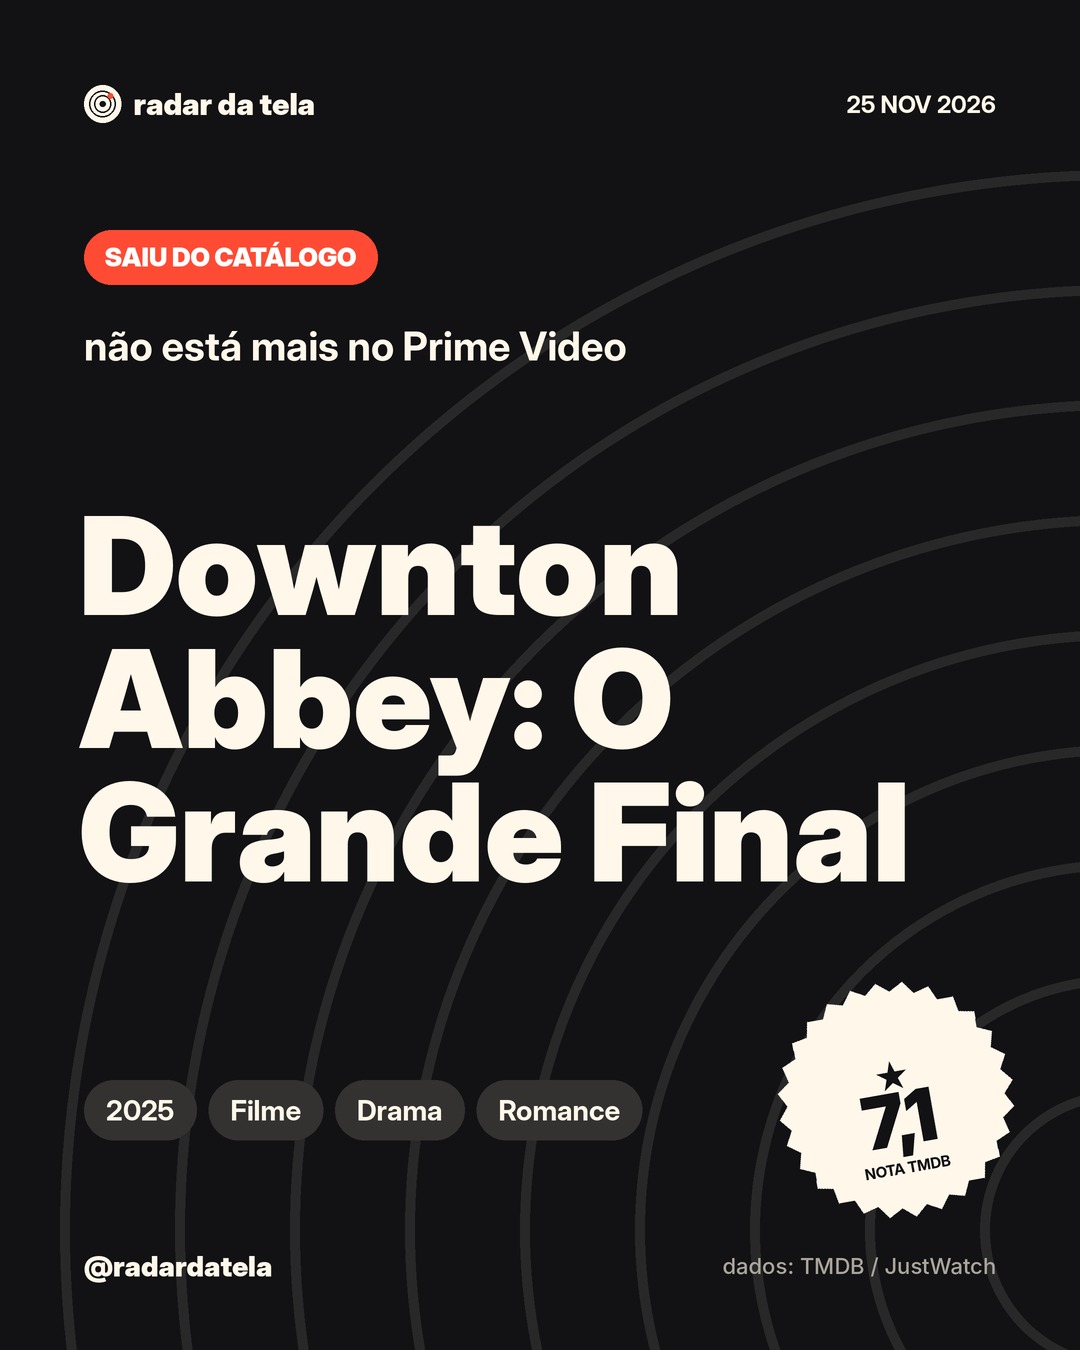 radar da tela
25 NOV 2026
SAIU DO CATÁLOGO
não está mais no Prime Video
Downton
Abbey: O
Grande Final
2025 Filme Drama Romance
★
7,1
NOTA TMDB
@radardatela
dados: TMDB / JustWatch